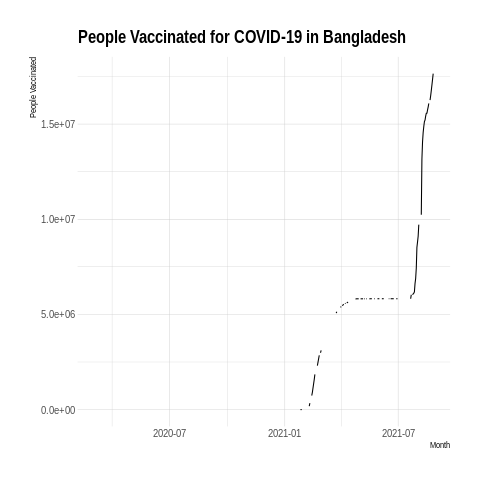 People Vaccinated for COVID-19 in Bangladesh
People Vaccinated
1.5e+07
1.0e+07
5.0e+06
0.0e+00
2020-07
2021-01
2021-07
Month